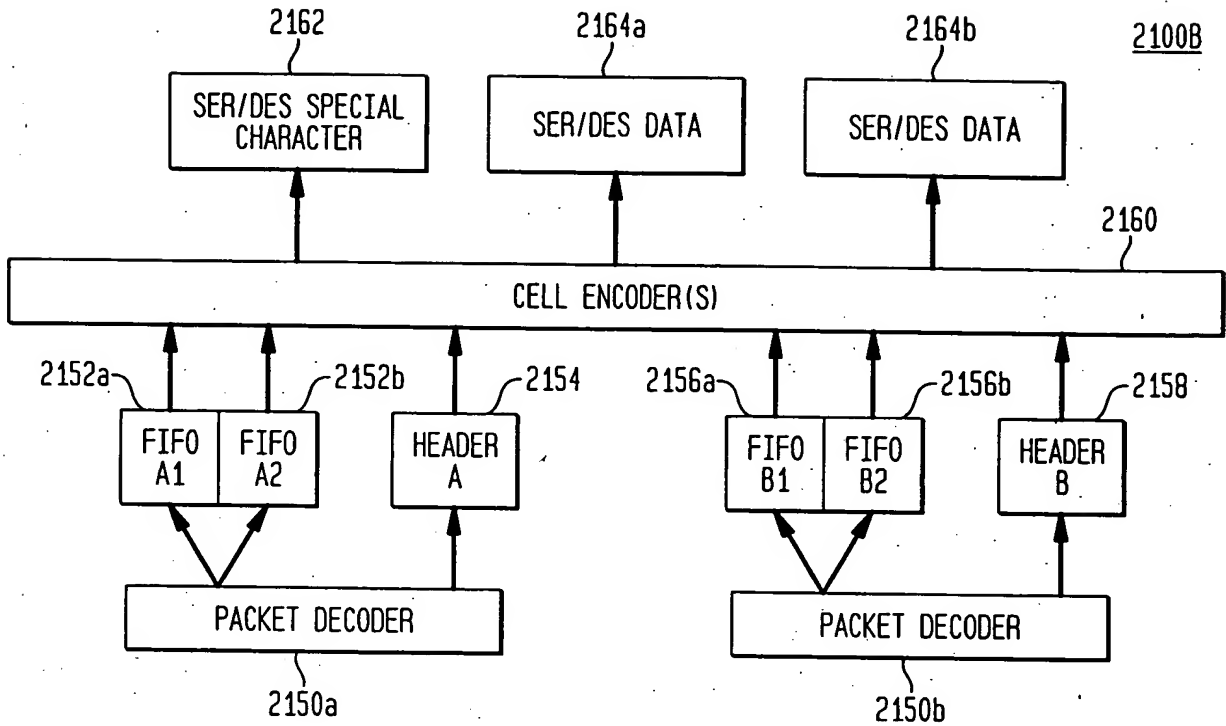 2162
2164a
2164b
2100B
SER/DES SPECIAL
CHARACTER
SER/DES DATA
SER/DES DATA
2160
CELL ENCODER(S)
2152a
2152b
2154
2156a
2156b
2158
FIFO
A1
FIFO
A2
HEADER
A
FIFO
B1
FIFO
B2
HEADER
B
PACKET DECODER
PACKET DECODER
2150a
2150b